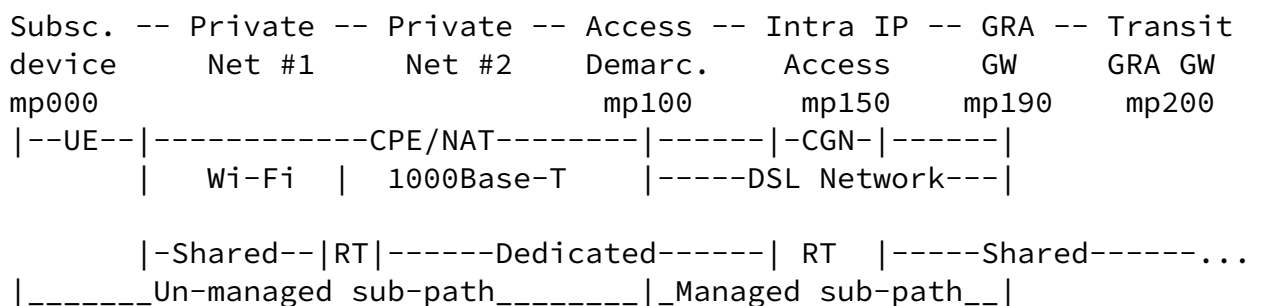 Subsc. -- Private -- Private -- Access -- Intra IP -- GRA -- Transit
device      Net #1      Net #2    Demarc.    Access     GW     GRA GW
mp000                              mp100      mp150   mp190    mp200
|--UE--|------------CPE/NAT--------|------|-CGN-|------|
       |   Wi-Fi  |  1000Base-T    |-----DSL Network---|
       |-Shared--|RT|------Dedicated------| RT  |-----Shared------...
|_______Un-managed sub-path________|_Managed sub-path__|